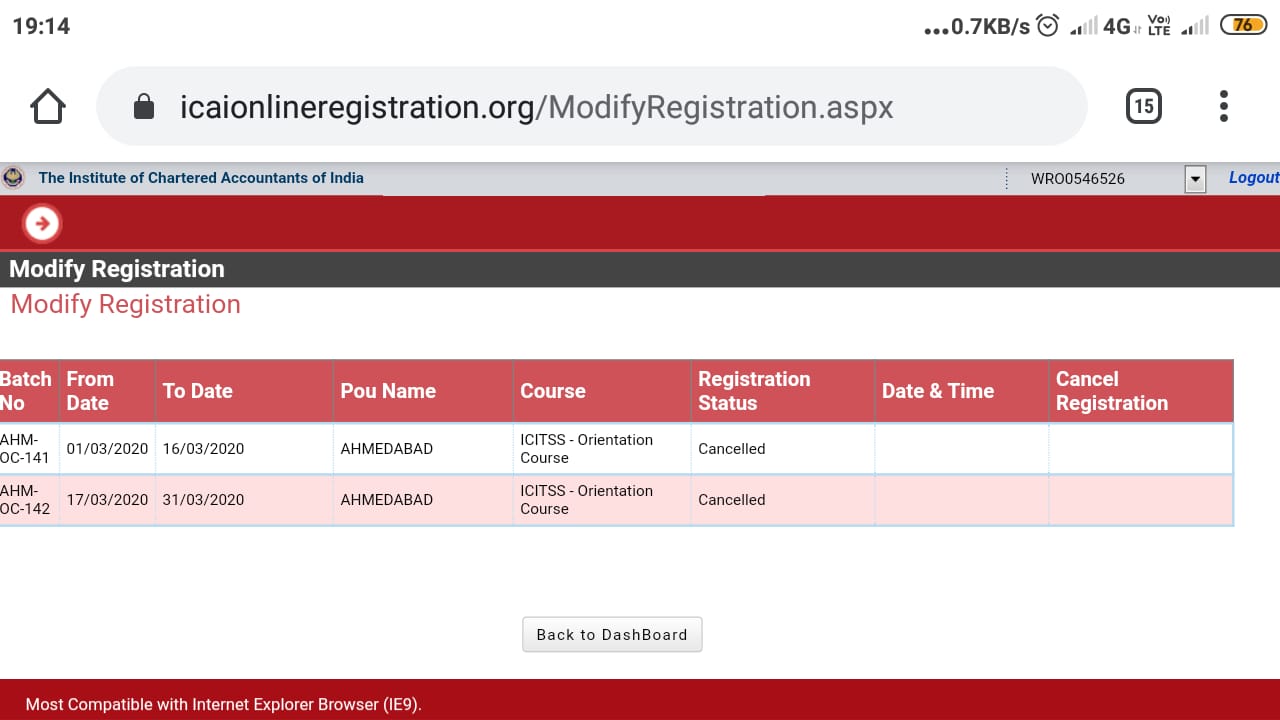 19:14
...0.7KB/s 4G Vo)) LTE 76
icaionlineregistration.org/ModifyRegistration.aspx
15
The Institute of Chartered Accountants of India
WRO0546526
Logout
Modify Registration
Modify Registration
Batch No From Date To Date Pou Name Course Registration Status Date & Time Cancel Registration
AHM-OC-141 01/03/2020 16/03/2020 AHMEDABAD ICITSS - Orientation Course Cancelled
AHM-OC-142 17/03/2020 31/03/2020 AHMEDABAD ICITSS - Orientation Course Cancelled
Back to DashBoard
Most Compatible with Internet Explorer Browser (IE9).